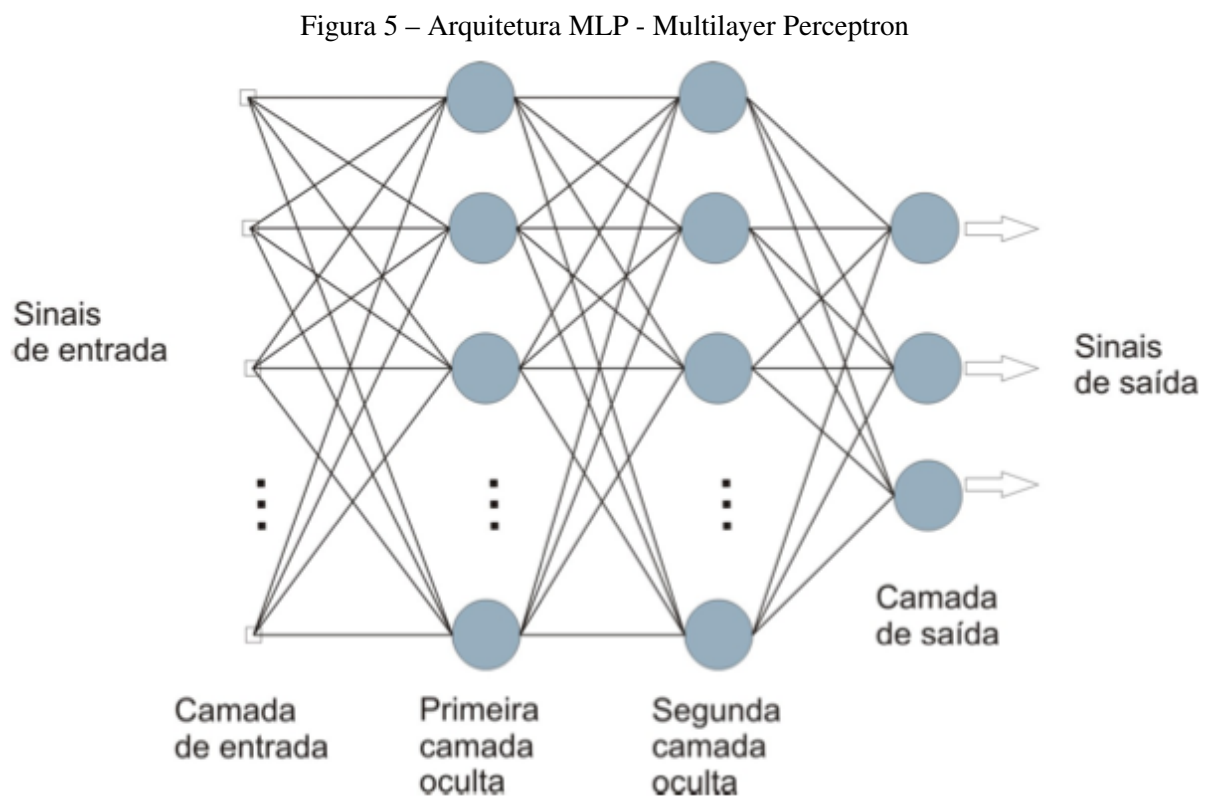 Figura 5 – Arquitetura MLP - Multilayer Perceptron
Sinais
de entrada
Sinais
de saída
Camada
de saída
Camada
de entrada
Primeira
camada
oculta
Segunda
camada
oculta